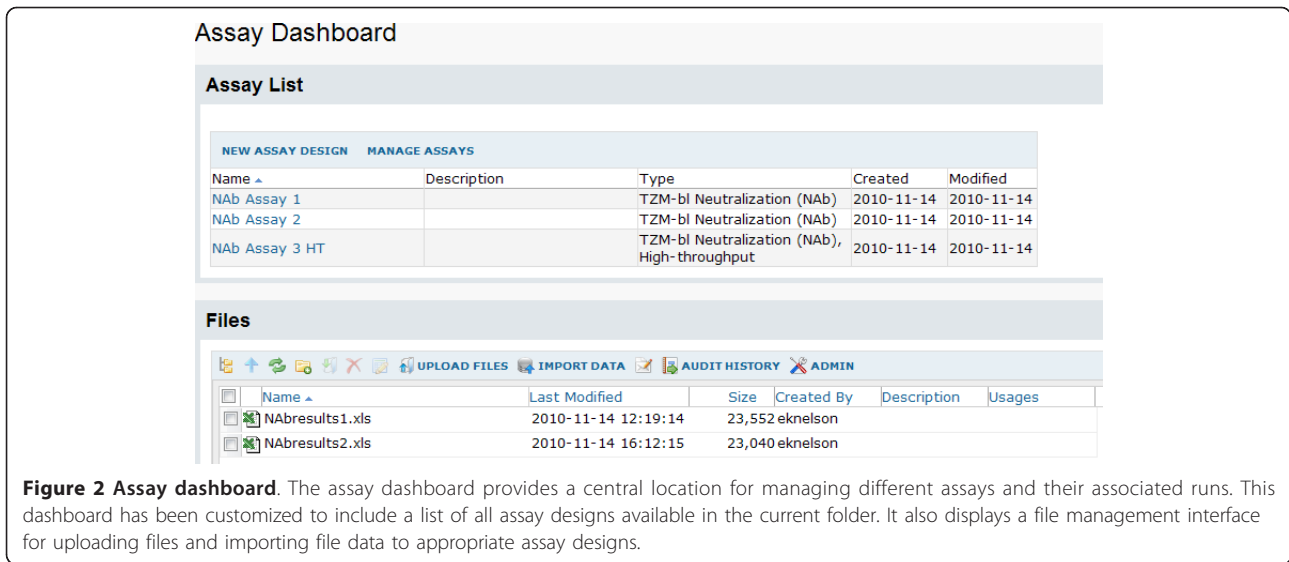 Assay Dashboard
Assay List
NEW ASSAY DESIGN MANAGE ASSAYS
Name Description Type Created Modified
NAb Assay 1 TZM-bl Neutralization (NAb) 2010-11-14 2010-11-14
NAb Assay 2 TZM-bl Neutralization (NAb) 2010-11-14 2010-11-14
NAb Assay 3 HT TZM-bl Neutralization (NAb), 2010-11-14 2010-11-14
High-throughput
Files
UPLOAD FILES IMPORT DATA AUDIT HISTORY ADMIN
Name Last Modified Size Created By Description Usages
NAbresults1.xls 2010-11-14 12:19:14 23,552 eknelson
NAbresults2.xls 2010-11-14 16:12:15 23,040 eknelson
Figure 2 Assay dashboard. The assay dashboard provides a central location for managing different assays and their associated runs. This
dashboard has been customized to include a list of all assay designs available in the current folder. It also displays a file management interface
for uploading files and importing file data to appropriate assay designs.